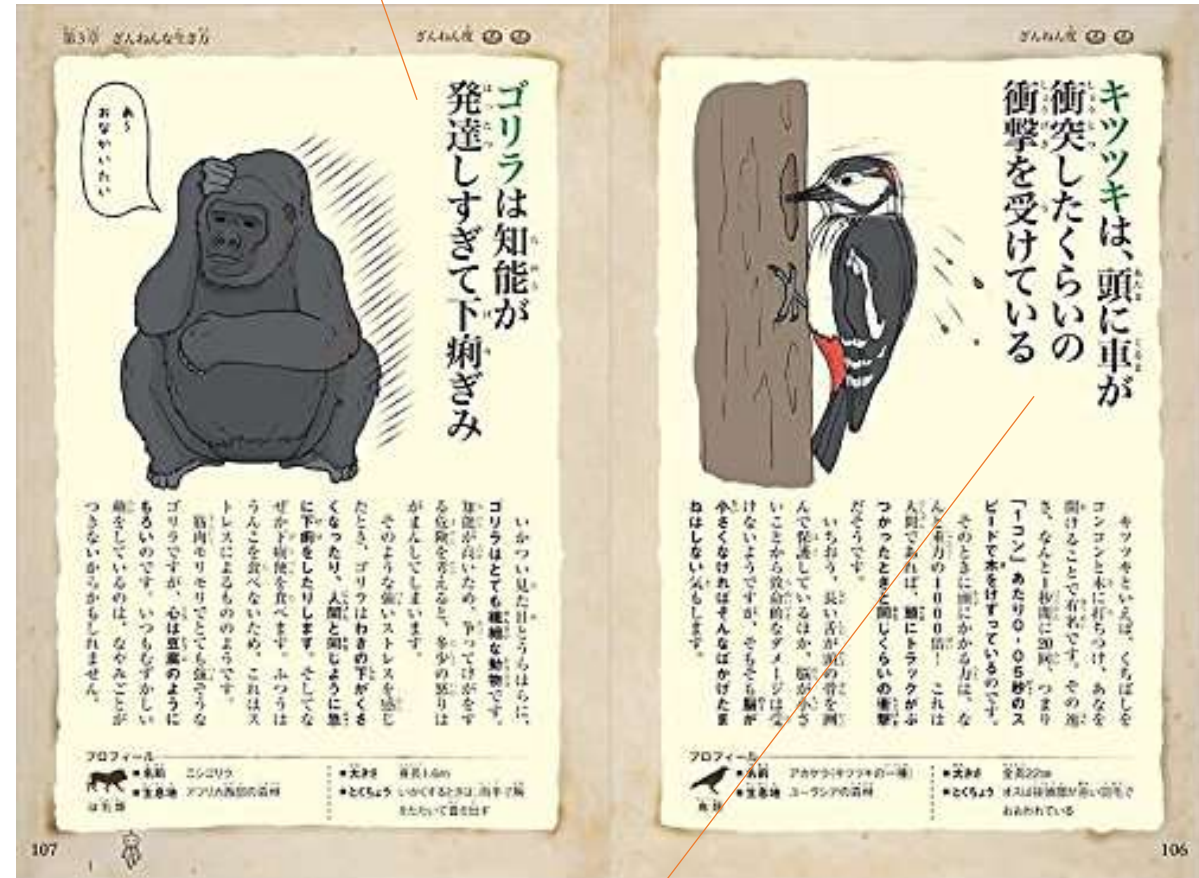 ざんねん度
キツツキは、頭に車が
衝突したくらいの
衝撃を受けている
キツツキといえば、くちばしを
コンコンと木に打ちつけ、あなを
開けることで有名です。その速
さ、なんと1秒間に20回、つまり
「1コン」あたり0.05秒のス
ピードで木をけずっているのです。
そのときに頭にかかる力は、な
んと重力の1000倍! これは
人間であれば、頭にトラックがぶ
つかったときと同じくらいの衝撃
だそうです。
いちおう、長い舌が頭の骨を囲
んで保護しているほか、脳が小さ
いことから致命的なダメージは受
けないようですが、そもそも脳が
小さくなければそんなばかげたま
ねはしない気もします。
プロフィール
鳥類
■名前 アカゲラ(キツツキの一種)
■生息地 ユーラシアの森林
■大きさ 全長22cm
■とくちょう オスは後頭部が赤い羽毛で
おおわれている
106
第3章 ざんねんな生き方
ざんねん度
ゴリラは知能が
発達しすぎて下痢ぎみ
あ〜
おなかいたい
いかつい見た目とうらはらに、
ゴリラはとても繊細な動物です。
知能が高いため、争ってけがをす
る危険を考えると、多少の怒りは
がまんしてしまいます。
そのような強いストレスを感じ
たとき、ゴリラはわきの下がくさ
くなったり、人間と同じように急
に下痢をしたりします。そしてな
ぜか下痢便を食べます。ふつうは
うんこを食べないため、これはス
トレスによるもののようです。
筋肉モリモリでとても強そうな
ゴリラですが、心は豆腐のように
もろいのです。いつもむずかしい
顔をしているのは、なやみごとが
つきないからかもしれません。
プロフィール
ほ乳類
■名前 ニシゴリラ
■生息地 アフリカ西部の森林
■大きさ 身長1.6m
■とくちょう いかくするときは、両手で胸
をたたいて音を出す
107